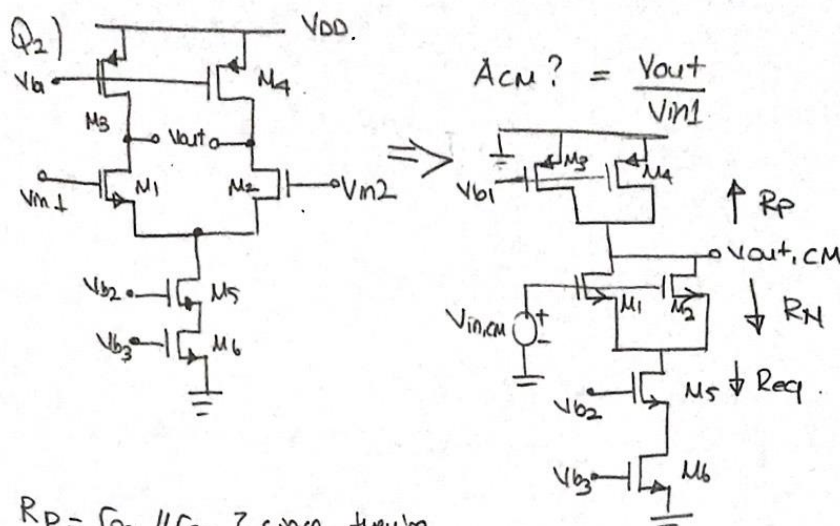 Q2)
VDD.
Vb1
M4
M3
Vout
Vin1
M1
M2
Vin2
Vb2
M5
Vb3
M6
ACM? = Vout
Vin1
M3
M4
Vb1
RP
Vout,CM
M1
M2
RN
Vin,CM
+
-
Vb2
M5
Req.
Vb3
M6